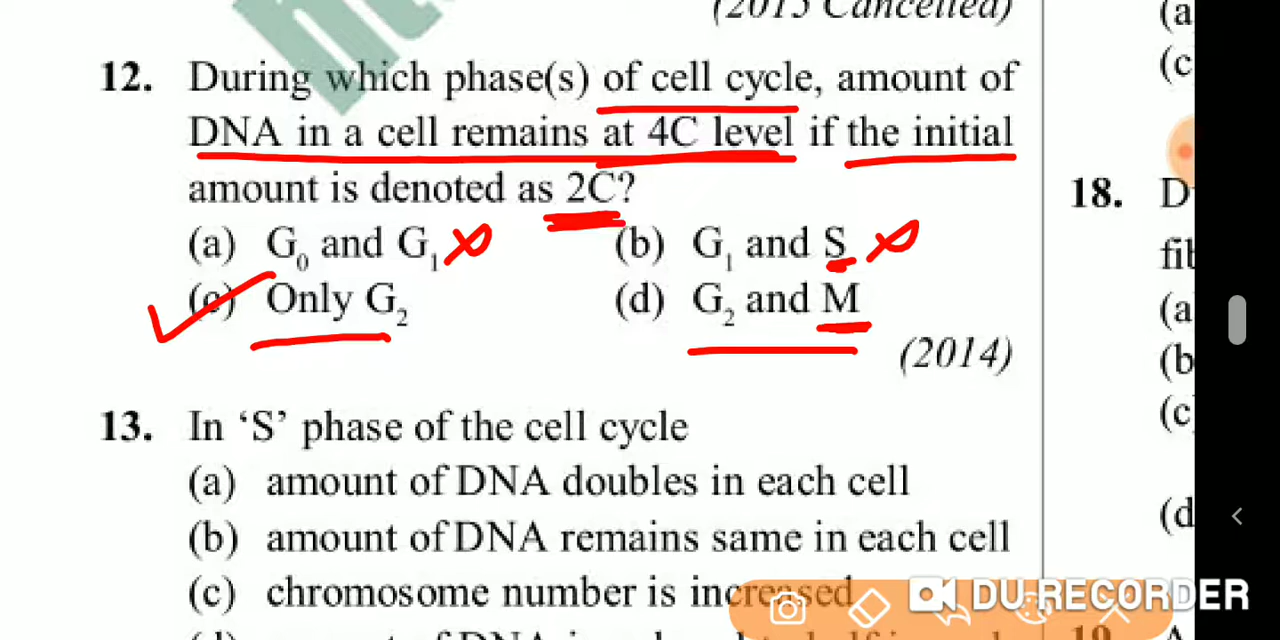 (2015 Cancelled)
12. During which phase(s) of cell cycle, amount of
DNA in a cell remains at 4C level if the initial
amount is denoted as 2C?
(a) G₀ and G₁ (b) G₁ and S
(c) Only G₂ (d) G₂ and M
(2014)
13. In ‘S’ phase of the cell cycle
(a) amount of DNA doubles in each cell
(b) amount of DNA remains same in each cell
(c) chromosome number is increased
(a
(c
18. D
fib
(a
(b
(c
(d
DU RECORDER